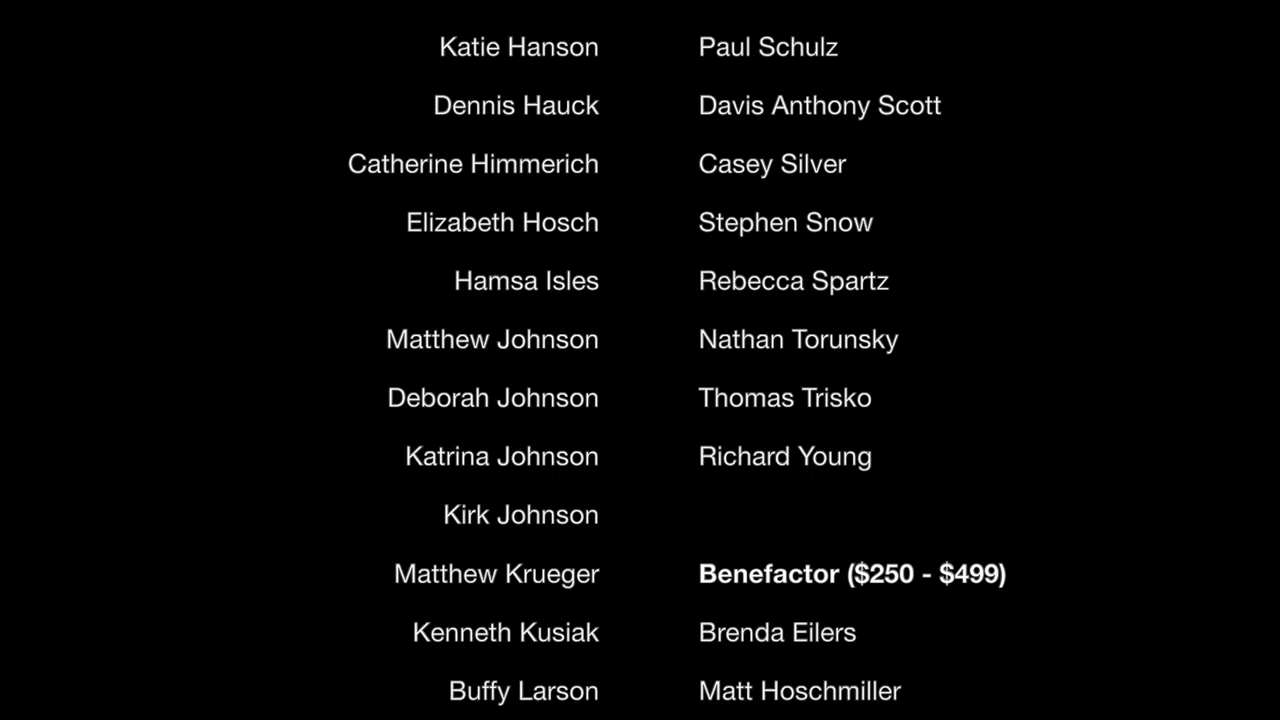 Katie Hanson
Dennis Hauck
Catherine Himmerich
Elizabeth Hosch
Hamsa Isles
Matthew Johnson
Deborah Johnson
Katrina Johnson
Kirk Johnson
Matthew Krueger
Kenneth Kusiak
Buffy Larson
Paul Schulz
Davis Anthony Scott
Casey Silver
Stephen Snow
Rebecca Spartz
Nathan Torunsky
Thomas Trisko
Richard Young
Benefactor ($250 - $499)
Brenda Eilers
Matt Hoschmiller